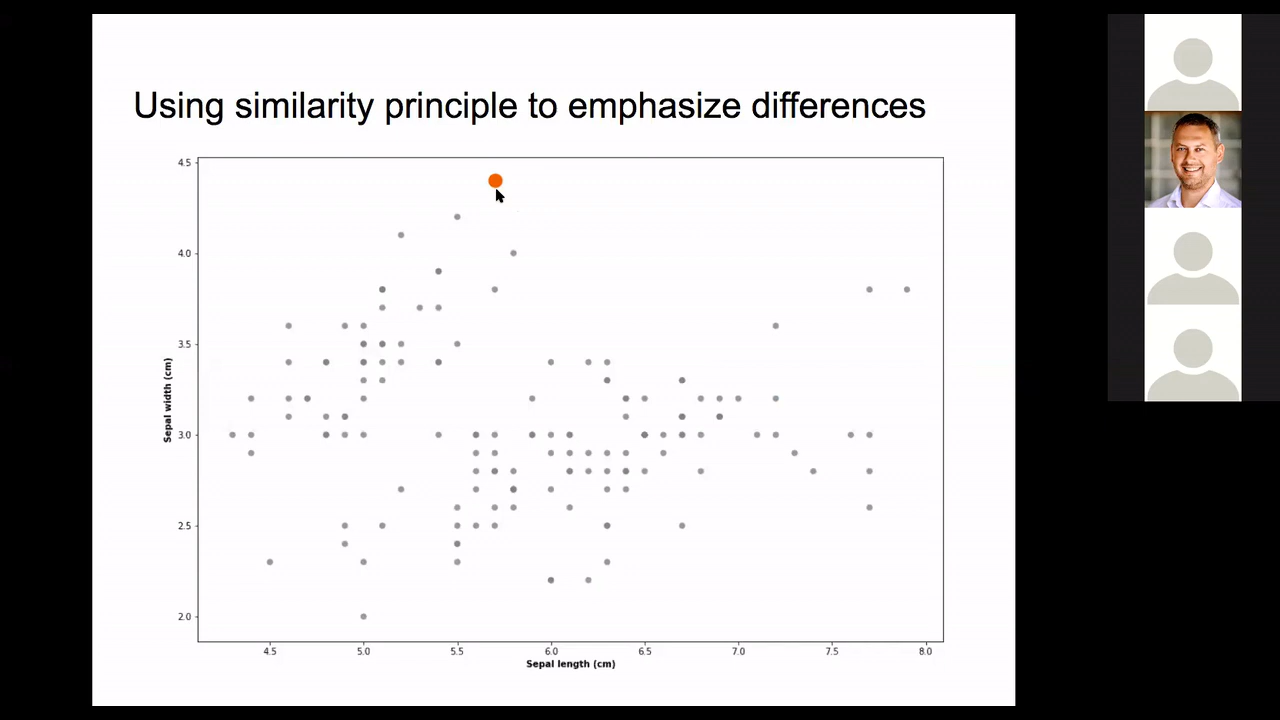 Using similarity principle to emphasize differences
4.5
4.0
3.5
3.0
2.5
2.0
Sepal width (cm)
4.5 5.0 5.5 6.0 6.5 7.0 7.5 8.0
Sepal length (cm)